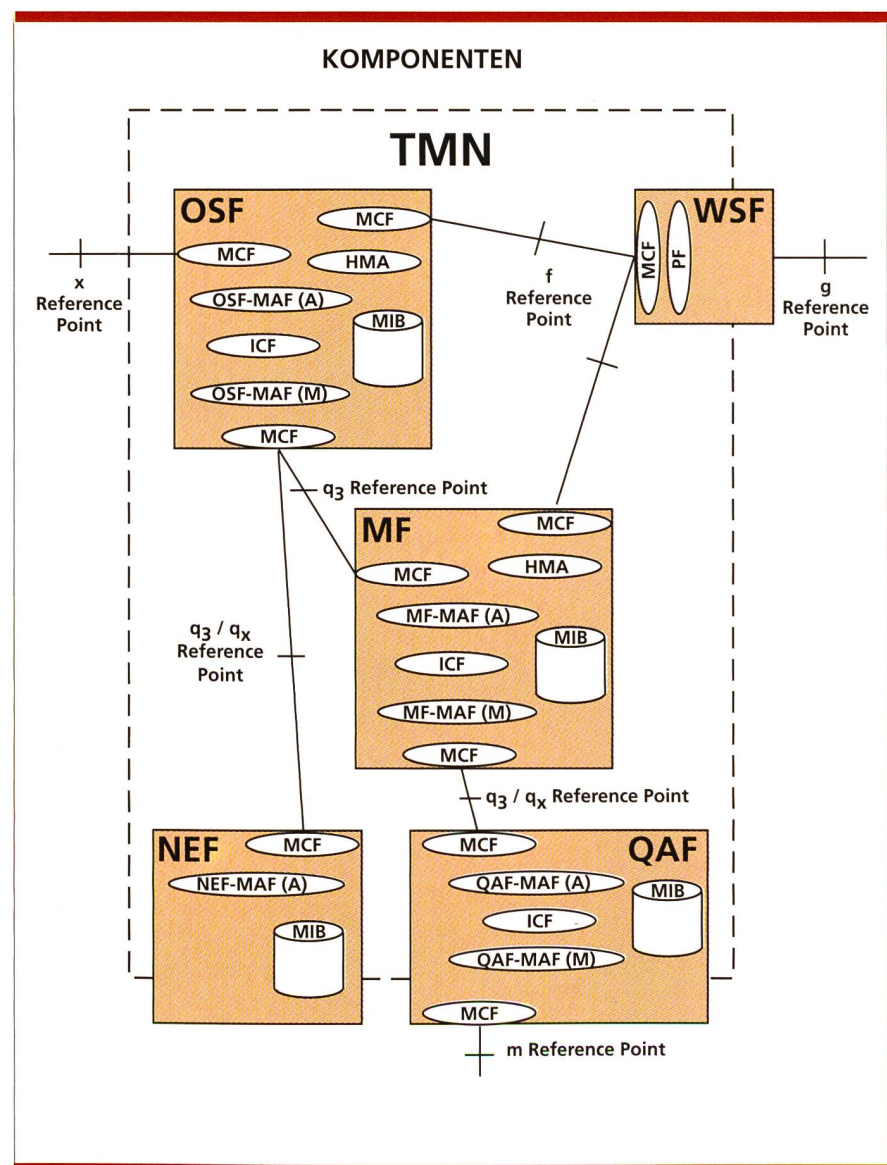 KOMPONENTEN
TMN
OSF
MCF
MCF
HMA
OSF-MAF (A)
MIB
ICF
OSF-MAF (M)
MCF
WSF
MCF
PF
x
Reference
Point
f
Reference
Point
g
Reference
Point
q3 Reference Point
MF
MCF
MCF
HMA
MF-MAF (A)
MIB
ICF
MF-MAF (M)
MCF
q3 / qx
Reference
Point
q3 / qx Reference Point
NEF
MCF
NEF-MAF (A)
MIB
QAF
MCF
QAF-MAF (A)
MIB
ICF
QAF-MAF (M)
MCF
m Reference Point